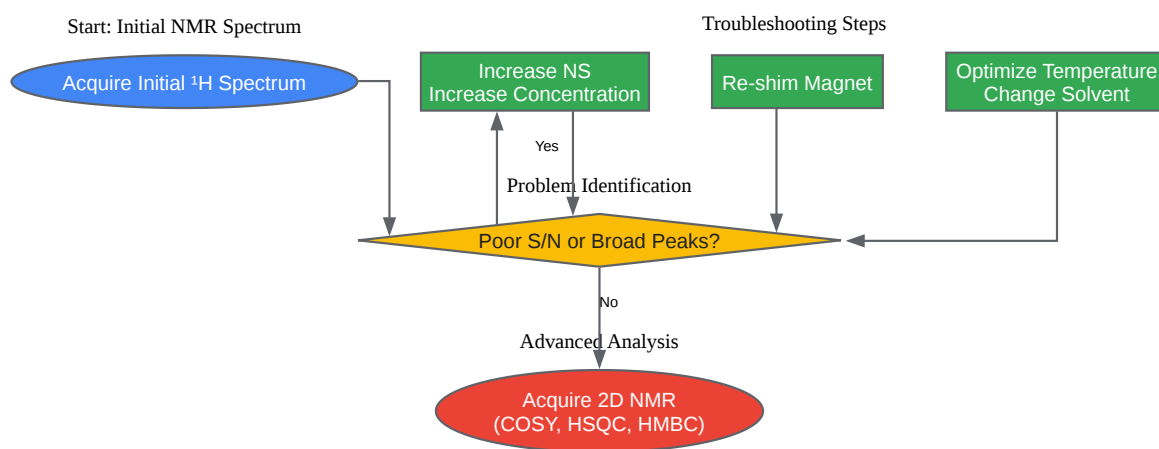 Start: Initial NMR Spectrum
Troubleshooting Steps
Acquire Initial ¹H Spectrum
Increase NS
Increase Concentration
Re-shim Magnet
Optimize Temperature
Change Solvent
Yes
Problem Identification
Poor S/N or Broad Peaks?
No
Advanced Analysis
Acquire 2D NMR
(COSY, HSQC, HMBC)